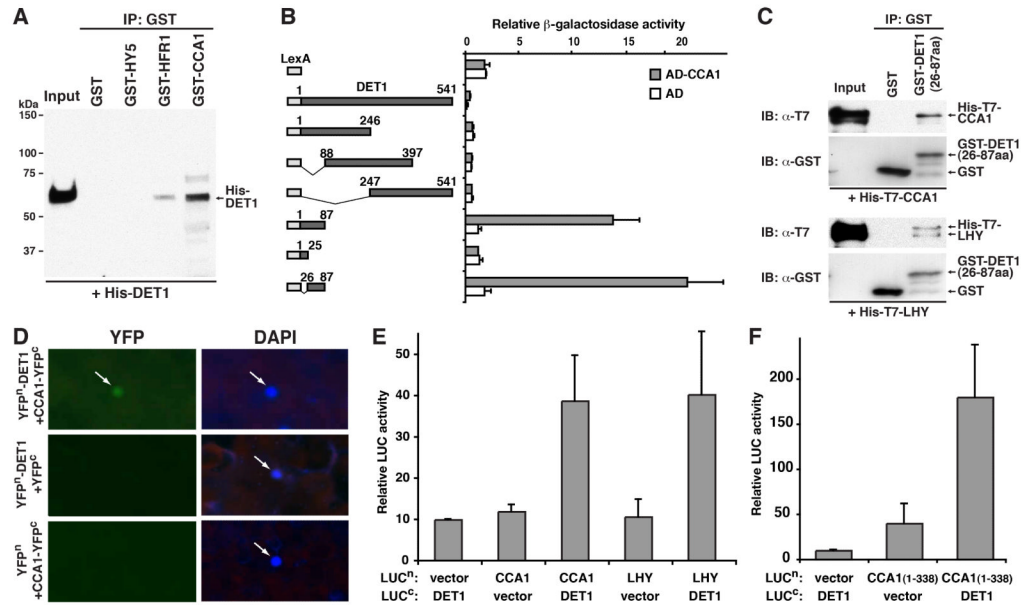 A
IP: GST
Input
GST
GST-HY5
GST-HFR1
GST-CCA1
kDa
150
100
75
50
37
His-
DET1
+ His-DET1
B
Relative β-galactosidase activity
0 5 10 15 20
LexA
1 DET1 541
1 246
88 397
247 541
1 87
1 25
26 87
AD-CCA1
AD
C
IP: GST
Input
GST
GST-DET1
(26-87aa)
IB: α-T7
His-T7-
CCA1
IB: α-GST
GST-DET1
(26-87aa)
GST
+ His-T7-CCA1
IB: α-T7
His-T7-
LHY
IB: α-GST
GST-DET1
(26-87aa)
GST
+ His-T7-LHY
D
YFP DAPI
YFPⁿ-DET1
+CCA1-YFPᶜ
YFPⁿ-DET1
+YFPᶜ
YFPⁿ
+CCA1-YFPᶜ
E
Relative LUC activity
50
40
30
20
10
0
LUCⁿ: vector CCA1 CCA1 LHY LHY
LUCᶜ: DET1 vector DET1 vector DET1
F
Relative LUC activity
200
150
100
50
0
LUCⁿ: vector CCA1(1-338) CCA1(1-338)
LUCᶜ: DET1 vector DET1